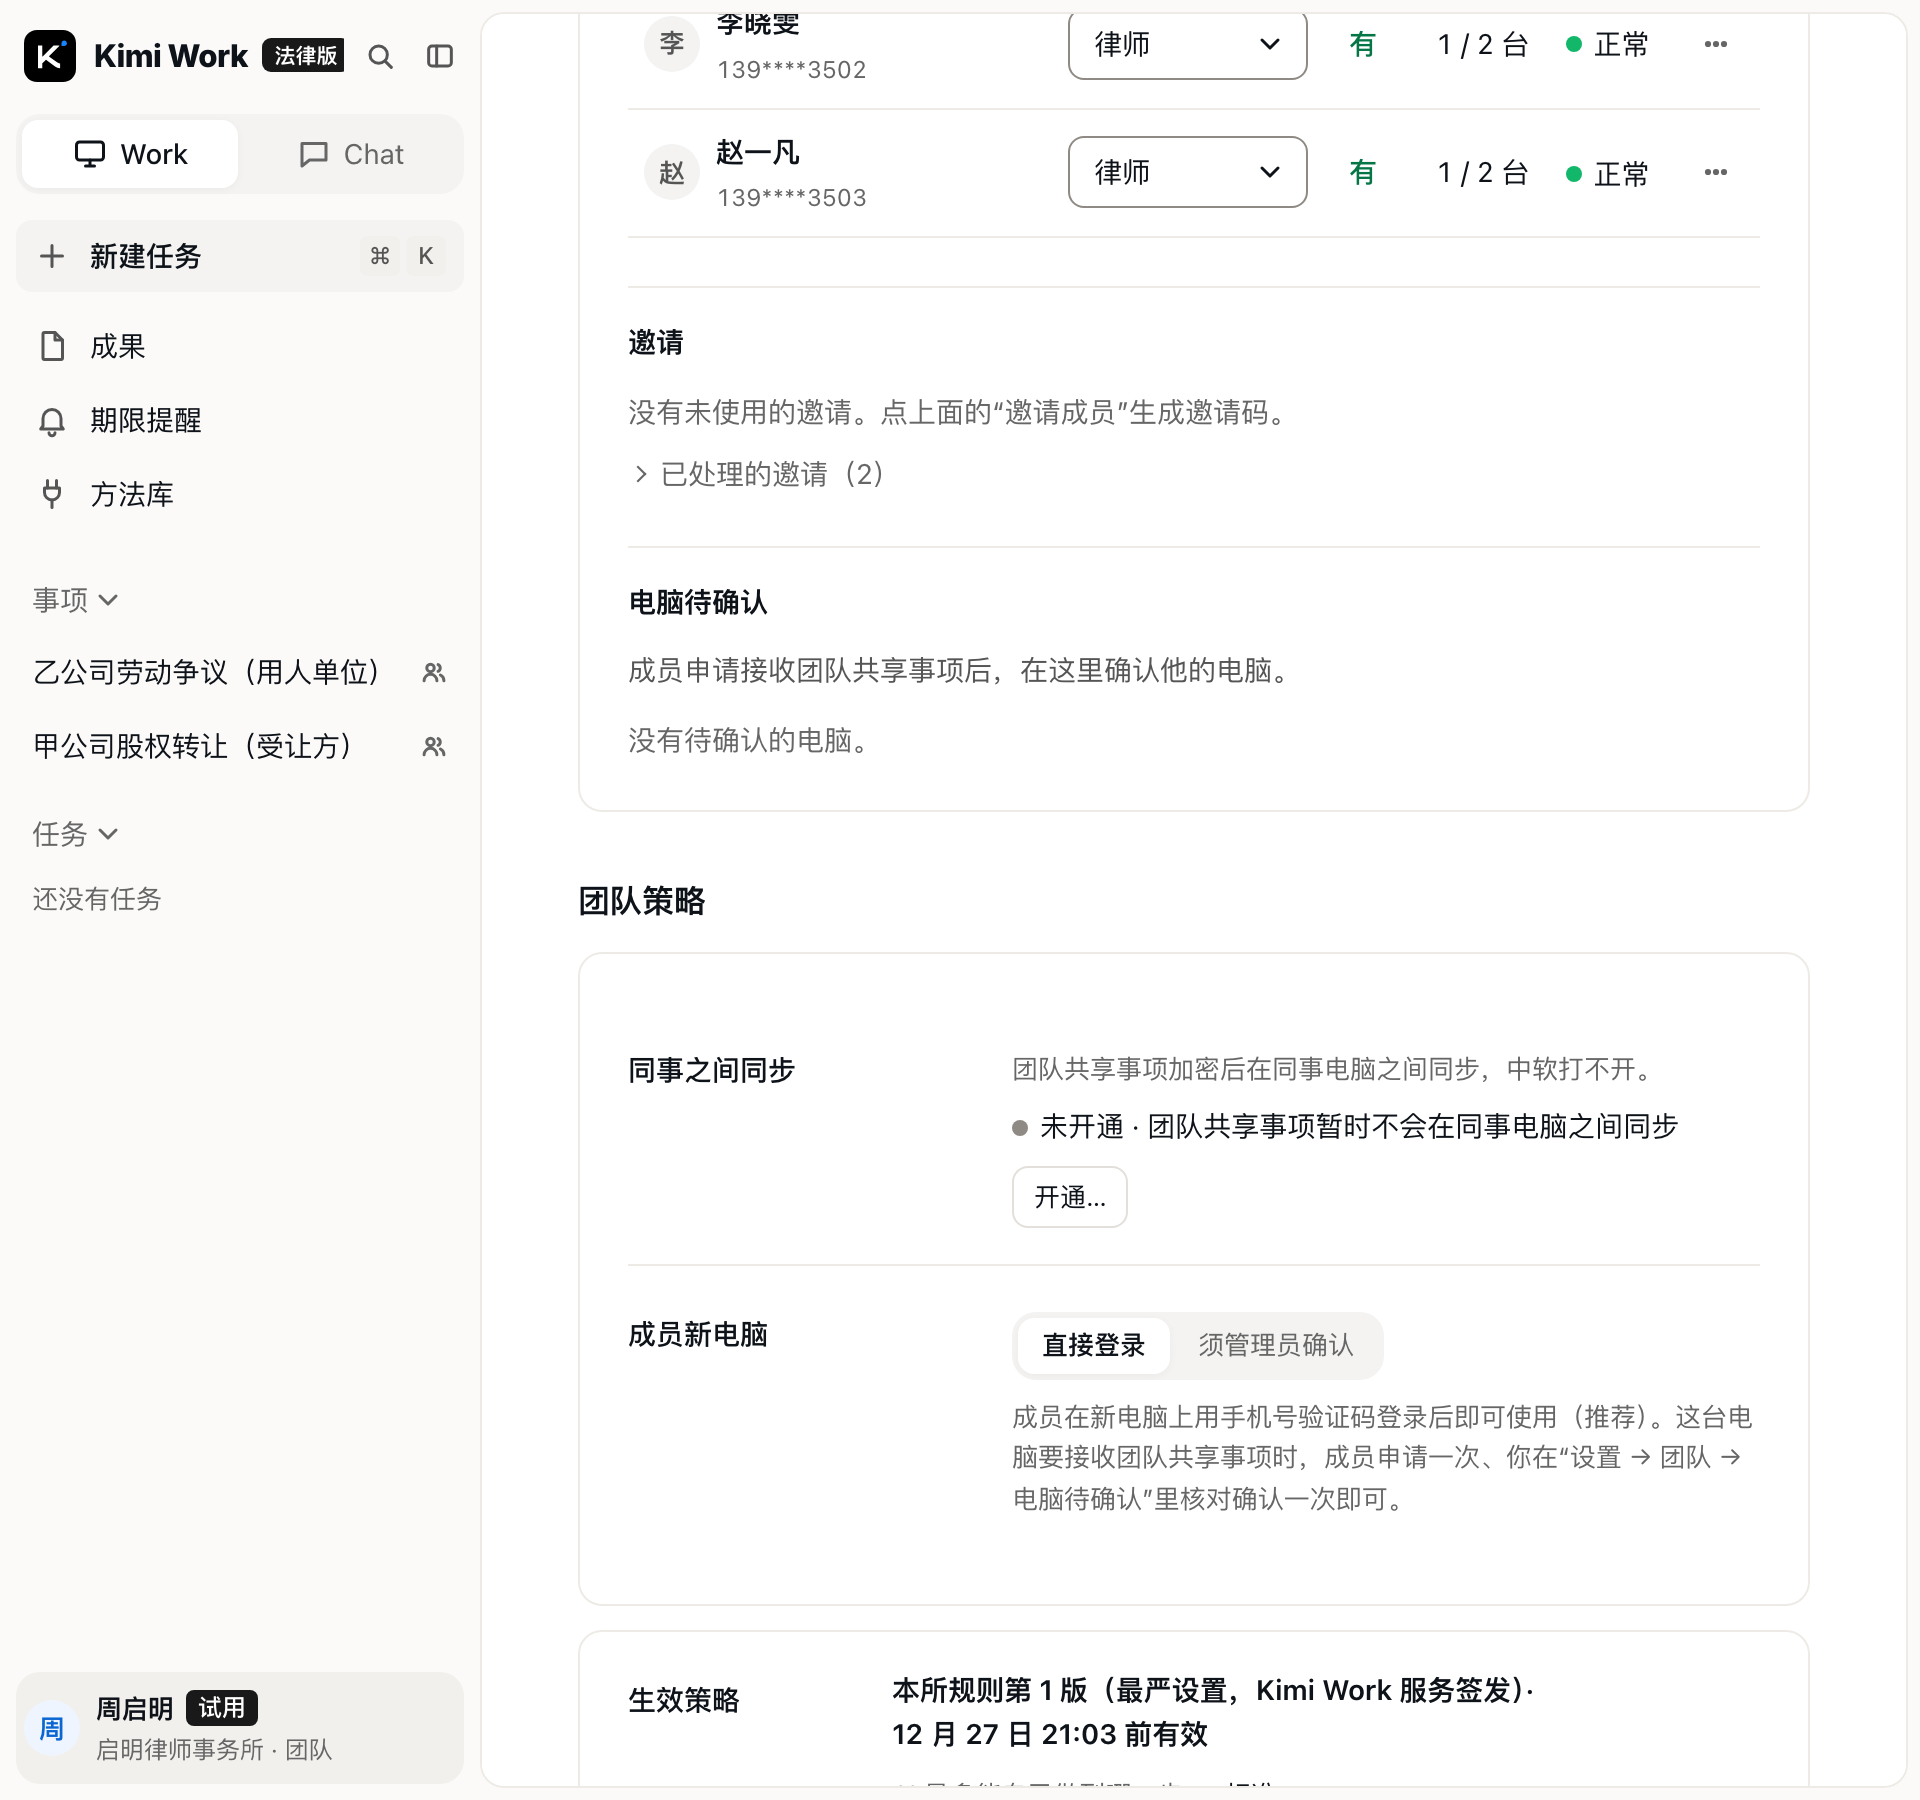 Kimi Work 法律版
Work
Chat
新建任务 ⌘ K
成果
期限提醒
方法库
事项
乙公司劳动争议（用人单位）
甲公司股权转让（受让方）
任务
还没有任务
周 周启明 试用
启明律师事务所 · 团队
李 李晓雯
139****3502
律师 有 1 / 2 台 正常
赵 赵一凡
139****3503
律师 有 1 / 2 台 正常
邀请
没有未使用的邀请。点上面的“邀请成员”生成邀请码。
已处理的邀请（2）
电脑待确认
成员申请接收团队共享事项后，在这里确认他的电脑。
没有待确认的电脑。
团队策略
同事之间同步
团队共享事项加密后在同事电脑之间同步，中软打不开。
未开通 · 团队共享事项暂时不会在同事电脑之间同步
开通...
成员新电脑
直接登录 须管理员确认
成员在新电脑上用手机号验证码登录后即可使用（推荐）。这台电
脑要接收团队共享事项时，成员申请一次、你在“设置 → 团队 →
电脑待确认”里核对确认一次即可。
生效策略
本所规则第 1 版（最严设置，Kimi Work 服务签发）·
12 月 27 日 21:03 前有效